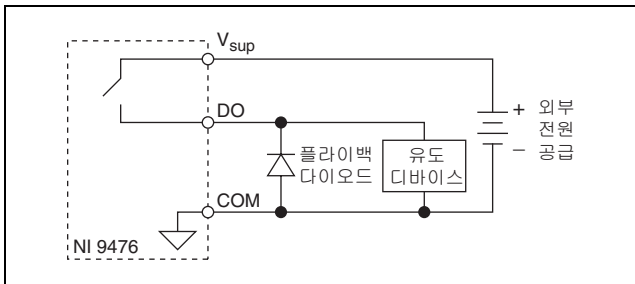 Vsup
DO
COM
NI 9476
플라이백
다이오드
유도
디바이스
+ 외부
전원
− 공급